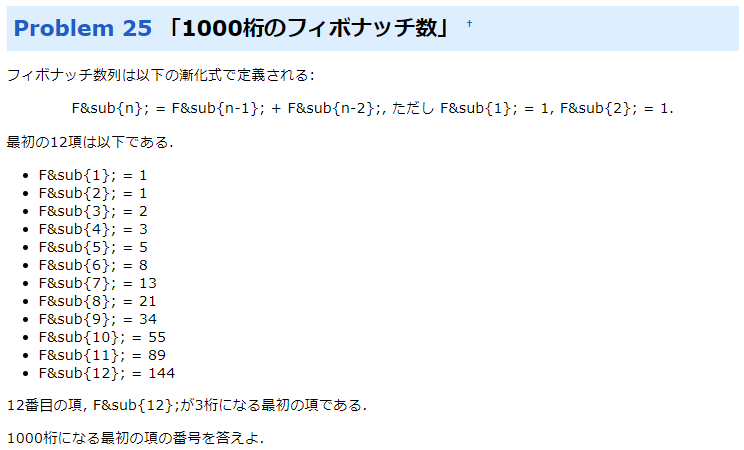 Problem 25 「1000桁のフィボナッチ数」 †
フィボナッチ数列は以下の漸化式で定義される:
F&sub{n}; = F&sub{n-1}; + F&sub{n-2};, ただし F&sub{1}; = 1, F&sub{2}; = 1.
最初の12項は以下である.
• F&sub{1}; = 1
• F&sub{2}; = 1
• F&sub{3}; = 2
• F&sub{4}; = 3
• F&sub{5}; = 5
• F&sub{6}; = 8
• F&sub{7}; = 13
• F&sub{8}; = 21
• F&sub{9}; = 34
• F&sub{10}; = 55
• F&sub{11}; = 89
• F&sub{12}; = 144
12番目の項, F&sub{12};が3桁になる最初の項である.
1000桁になる最初の項の番号を答えよ.